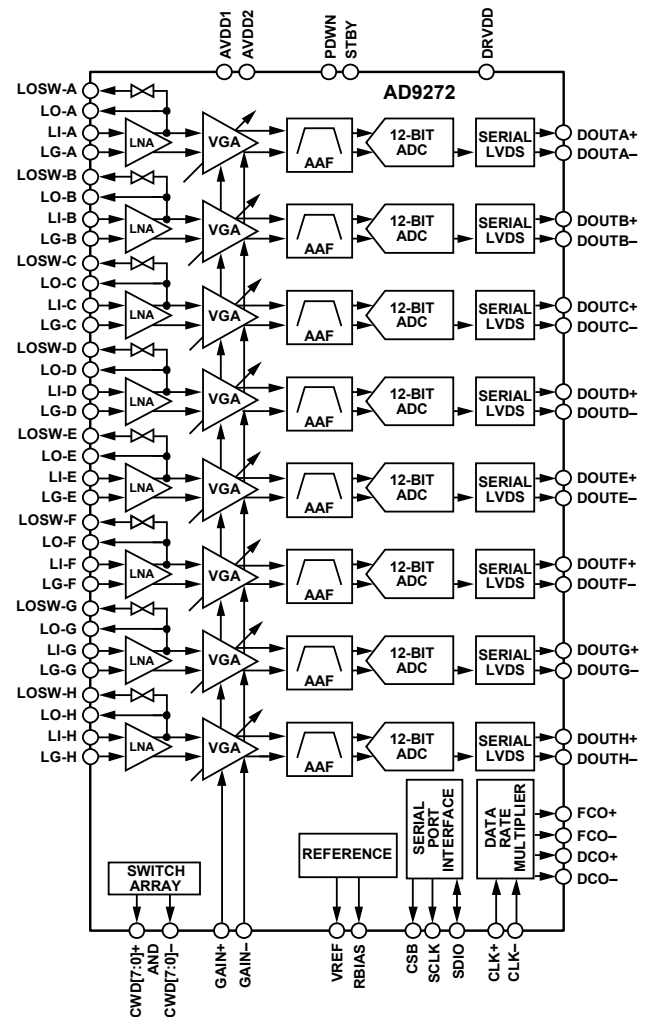 AVDD1
AVDD2
PDWN
STBY
DRVDD
AD9272
LOSW-A
LO-A
LI-A
LG-A
LNA
VGA
AAF
12-BIT
ADC
SERIAL
LVDS
DOUTA+
DOUTA–
LOSW-B
LO-B
LI-B
LG-B
LNA
VGA
AAF
12-BIT
ADC
SERIAL
LVDS
DOUTB+
DOUTB–
LOSW-C
LO-C
LI-C
LG-C
LNA
VGA
AAF
12-BIT
ADC
SERIAL
LVDS
DOUTC+
DOUTC–
LOSW-D
LO-D
LI-D
LG-D
LNA
VGA
AAF
12-BIT
ADC
SERIAL
LVDS
DOUTD+
DOUTD–
LOSW-E
LO-E
LI-E
LG-E
LNA
VGA
AAF
12-BIT
ADC
SERIAL
LVDS
DOUTE+
DOUTE–
LOSW-F
LO-F
LI-F
LG-F
LNA
VGA
AAF
12-BIT
ADC
SERIAL
LVDS
DOUTF+
DOUTF–
LOSW-G
LO-G
LI-G
LG-G
LNA
VGA
AAF
12-BIT
ADC
SERIAL
LVDS
DOUTG+
DOUTG–
LOSW-H
LO-H
LI-H
LG-H
LNA
VGA
AAF
12-BIT
ADC
SERIAL
LVDS
DOUTH+
DOUTH–
SWITCH
ARRAY
REFERENCE
SERIAL
PORT
INTERFACE
DATA
RATE
MULTIPLIER
FCO+
FCO–
DCO+
DCO–
CWD[7:0]+
AND
CWD[7:0]–
GAIN+
GAIN–
VREF
RBIAS
CSB
SCLK
SDIO
CLK+
CLK–